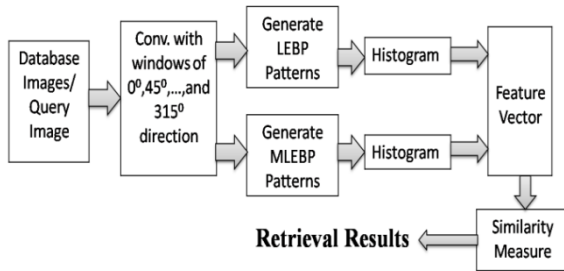 Database
Images/
Query
Image
Conv. with
windows of
0⁰,45⁰,...,and
315⁰
direction
Generate
LEBP
Patterns
Histogram
Generate
MLEBP
Patterns
Histogram
Feature
Vector
Similarity
Measure
Retrieval Results